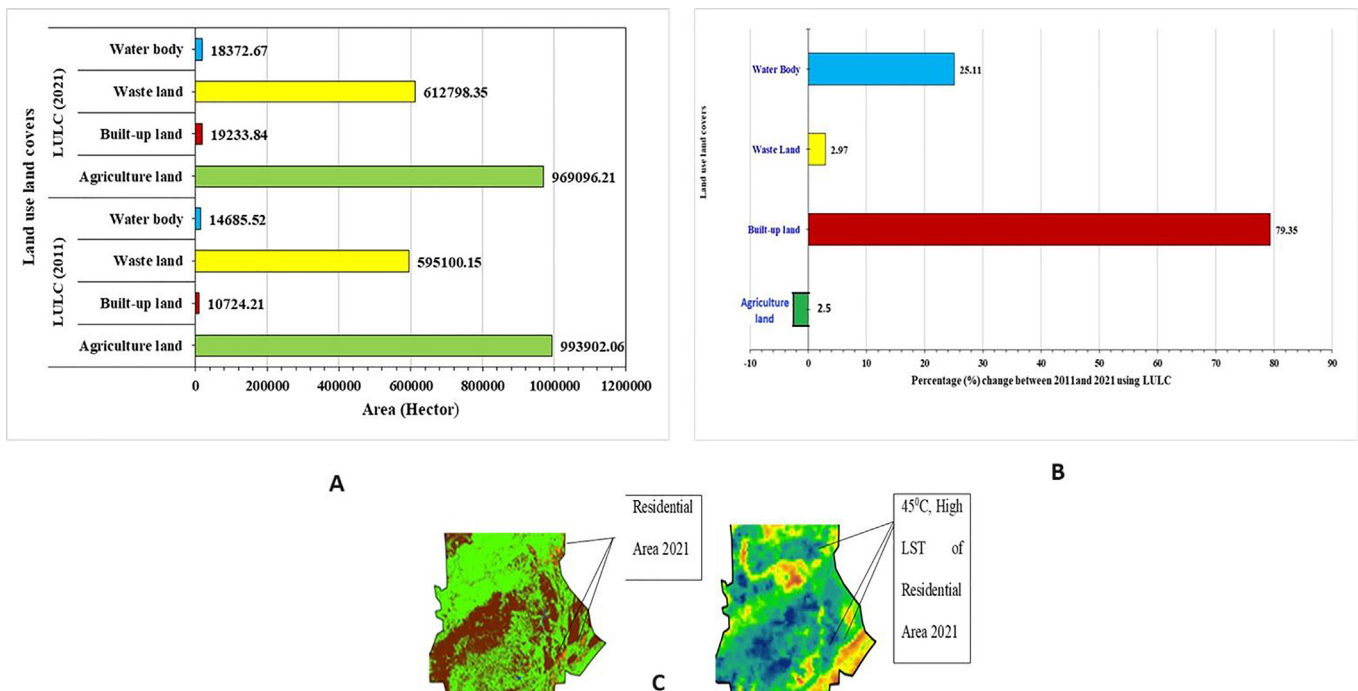 Land use land covers
LULC (2021)
Water body
18372.67
Waste land
612798.35
Built-up land
19233.84
Agriculture land
969096.21
LULC (2011)
Water body
14685.52
Waste land
595100.15
Built-up land
10724.21
Agriculture land
993902.06
0 200000 400000 600000 800000 1000000 1200000
Area (Hector)
A
Land use land covers
Water Body
25.11
Waste Land
2.97
Built-up land
79.35
Agriculture
land
2.5
-10 0 10 20 30 40 50 60 70 80 90
Percentage (%) change between 2011and 2021 using LULC
B
Residential
Area 2021
45⁰C, High
LST of
Residential
Area 2021
C